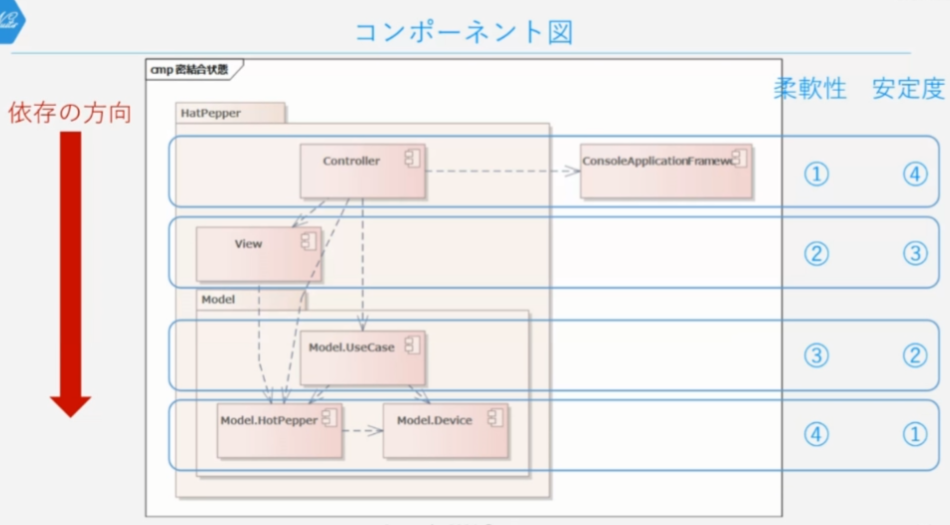 コンポーネント図
cmp 密結合状態
柔軟性 安定度
依存の方向
HatPepper
Controller
ConsoleApplicationFramew
① ④
View
② ③
Model
Model.UseCase
③ ②
Model.HotPepper
Model.Device
④ ①